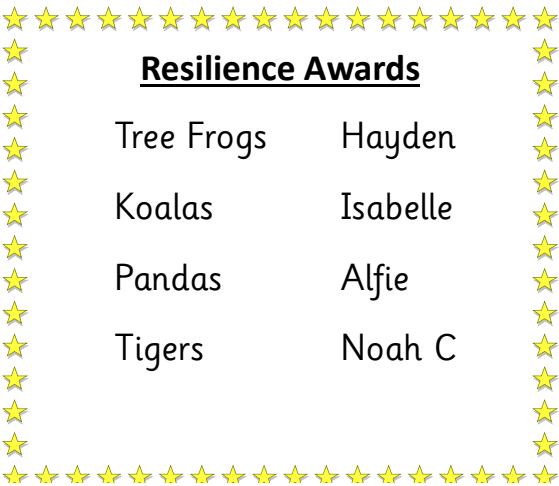 Resilience Awards
Tree Frogs Hayden
Koalas Isabelle
Pandas Alfie
Tigers Noah C